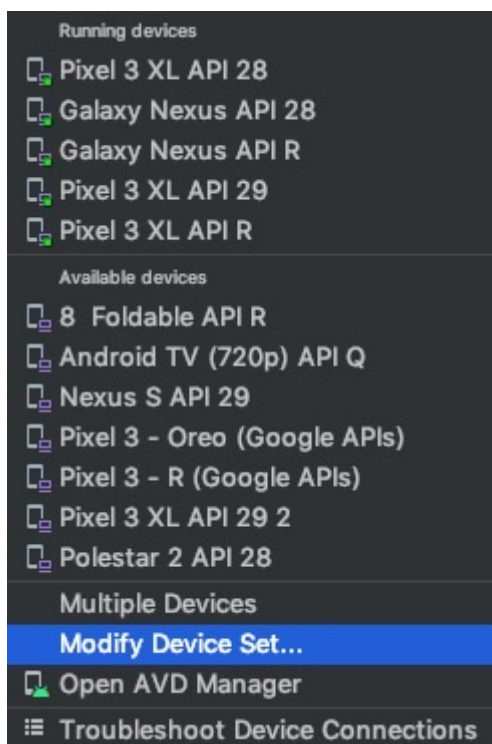 Running devices
Pixel 3 XL API 28
Galaxy Nexus API 28
Galaxy Nexus API R
Pixel 3 XL API 29
Pixel 3 XL API R
Available devices
8 Foldable API R
Android TV (720p) API Q
Nexus S API 29
Pixel 3 - Oreo (Google APIs)
Pixel 3 - R (Google APIs)
Pixel 3 XL API 29 2
Polestar 2 API 28
Multiple Devices
Modify Device Set...
Open AVD Manager
Troubleshoot Device Connections